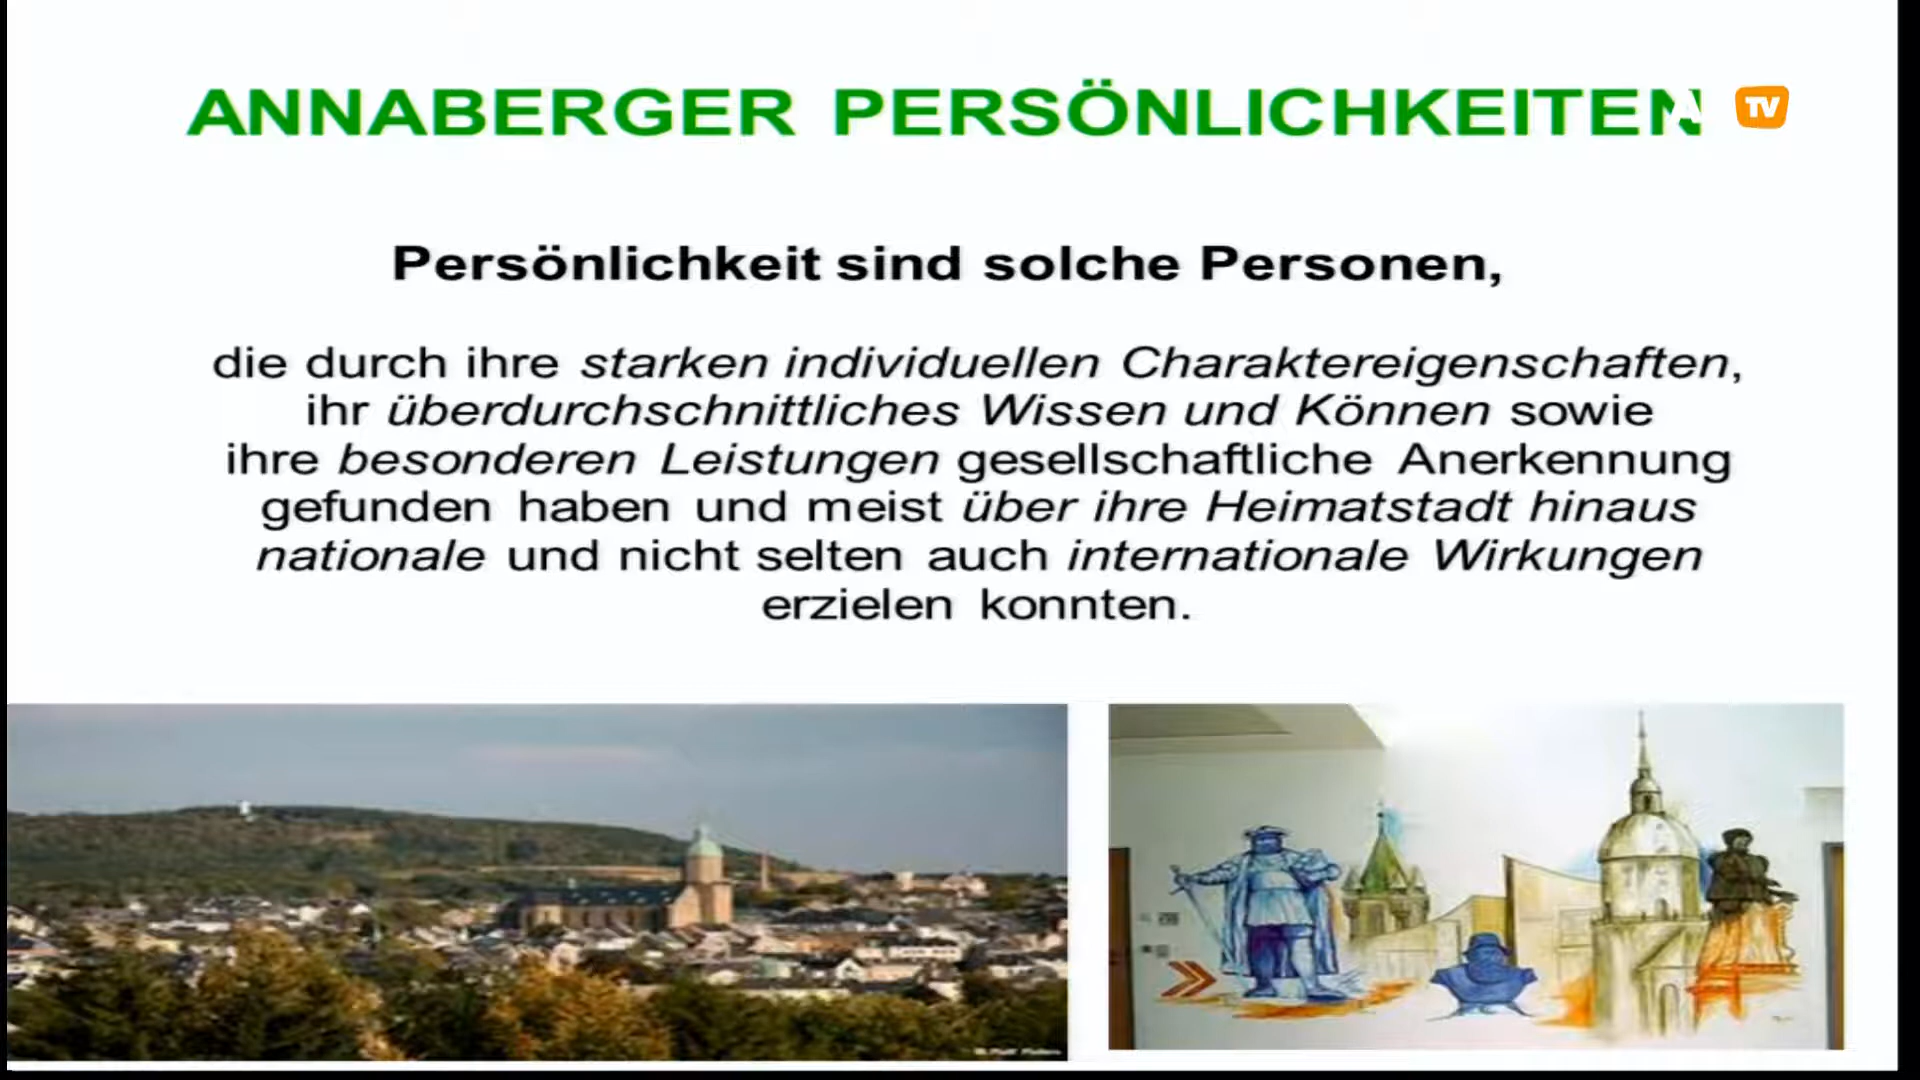 ANNABERGER PERSÖNLICHKEITEN
TV
Persönlichkeit sind solche Personen,
die durch ihre starken individuellen Charaktereigenschaften,
ihr überdurchschnittliches Wissen und Können sowie
ihre besonderen Leistungen gesellschaftliche Anerkennung
gefunden haben und meist über ihre Heimatstadt hinaus
nationale und nicht selten auch internationale Wirkungen
erzielen konnten.